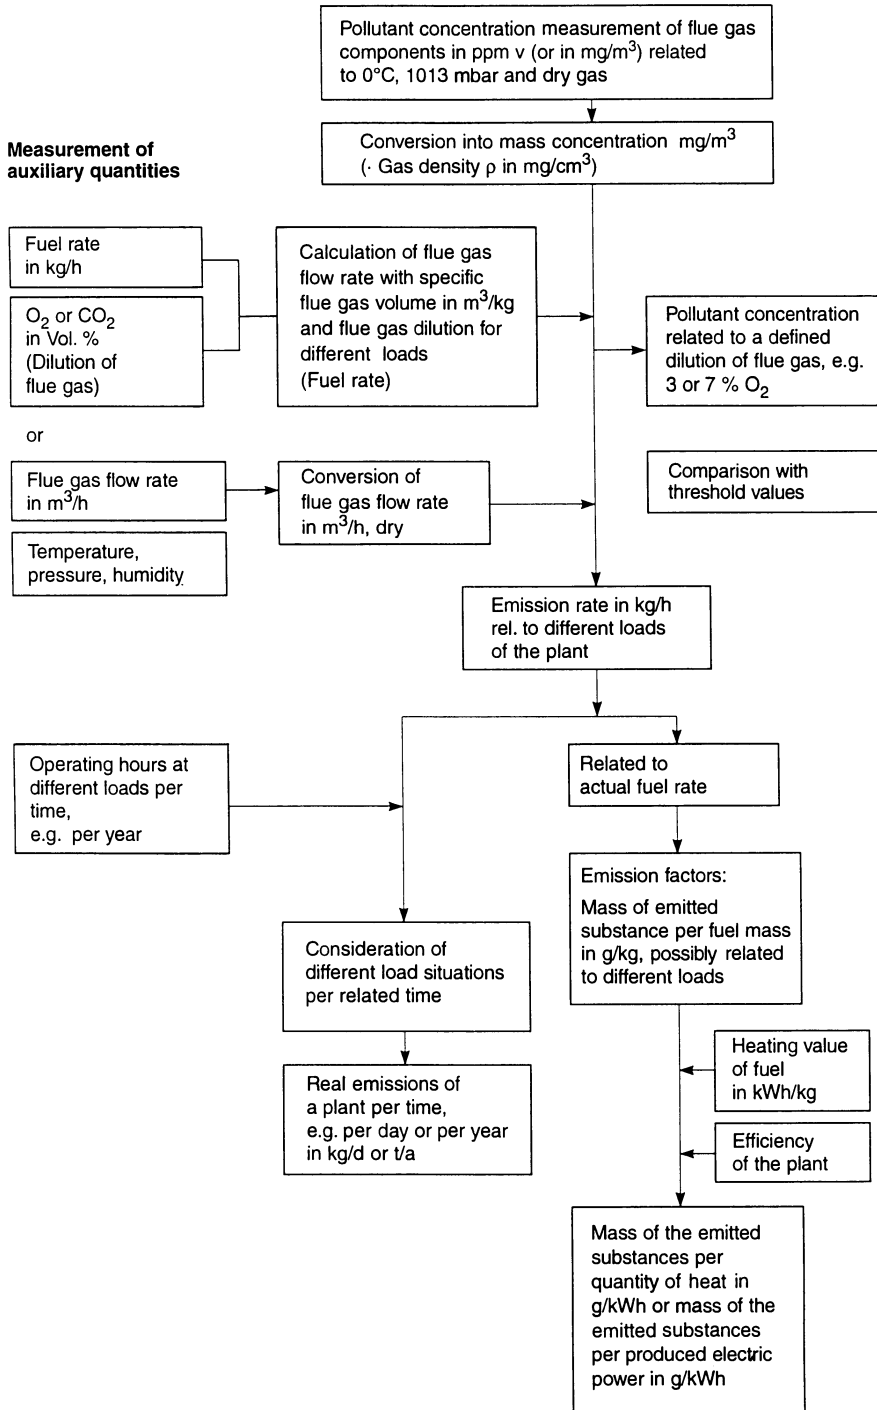 Pollutant concentration measurement of flue gas
components in ppm v (or in mg/m³) related
to 0°C, 1013 mbar and dry gas
Conversion into mass concentration mg/m³
(· Gas density ρ in mg/cm³)
Measurement of
auxiliary quantities
Fuel rate
in kg/h
O₂ or CO₂
in Vol. %
(Dilution of
flue gas)
Calculation of flue gas
flow rate with specific
flue gas volume in m³/kg
and flue gas dilution for
different loads
(Fuel rate)
Pollutant concentration
related to a defined
dilution of flue gas, e.g.
3 or 7 % O₂
or
Flue gas flow rate
in m³/h
Conversion of
flue gas flow rate
in m³/h, dry
Comparison with
threshold values
Temperature,
pressure, humidity
Emission rate in kg/h
rel. to different loads
of the plant
Operating hours at
different loads per
time,
e.g. per year
Related to
actual fuel rate
Emission factors:
Mass of emitted
substance per fuel mass
in g/kg, possibly related
to different loads
Consideration of
different load situations
per related time
Heating value
of fuel
in kWh/kg
Real emissions of
a plant per time,
e.g. per day or per year
in kg/d or t/a
Efficiency
of the plant
Mass of the emitted
substances per
quantity of heat in
g/kWh or mass of the
emitted substances
per produced electric
power in g/kWh